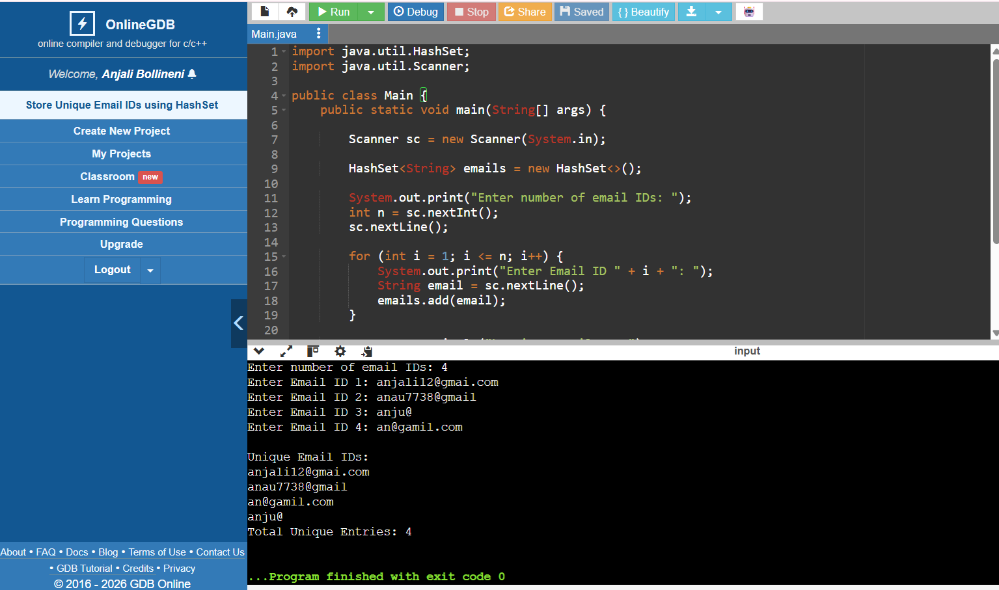 OnlineGDB
online compiler and debugger for c/c++
Welcome, Anjali Bollineni
Store Unique Email IDs using HashSet
Create New Project
My Projects
Classroom new
Learn Programming
Programming Questions
Upgrade
Logout
About • FAQ • Docs • Blog • Terms of Use • Contact Us
• GDB Tutorial • Credits • Privacy
© 2016 - 2026 GDB Online
Run Debug Stop Share Saved { } Beautify
Main.java
1 import java.util.HashSet;
2 import java.util.Scanner;
3
4 public class Main {
5 public static void main(String[] args) {
6
7 Scanner sc = new Scanner(System.in);
8
9 HashSet<String> emails = new HashSet<>();
10
11 System.out.print("Enter number of email IDs: ");
12 int n = sc.nextInt();
13 sc.nextLine();
14
15 for (int i = 1; i <= n; i++) {
16 System.out.print("Enter Email ID " + i + ": ");
17 String email = sc.nextLine();
18 emails.add(email);
19 }
20
input
Enter number of email IDs: 4
Enter Email ID 1: anjali12@gmai.com
Enter Email ID 2: anau7738@gmail
Enter Email ID 3: anju@
Enter Email ID 4: an@gamil.com
Unique Email IDs:
anjali12@gmai.com
anau7738@gmail
an@gamil.com
anju@
Total Unique Entries: 4
...Program finished with exit code 0